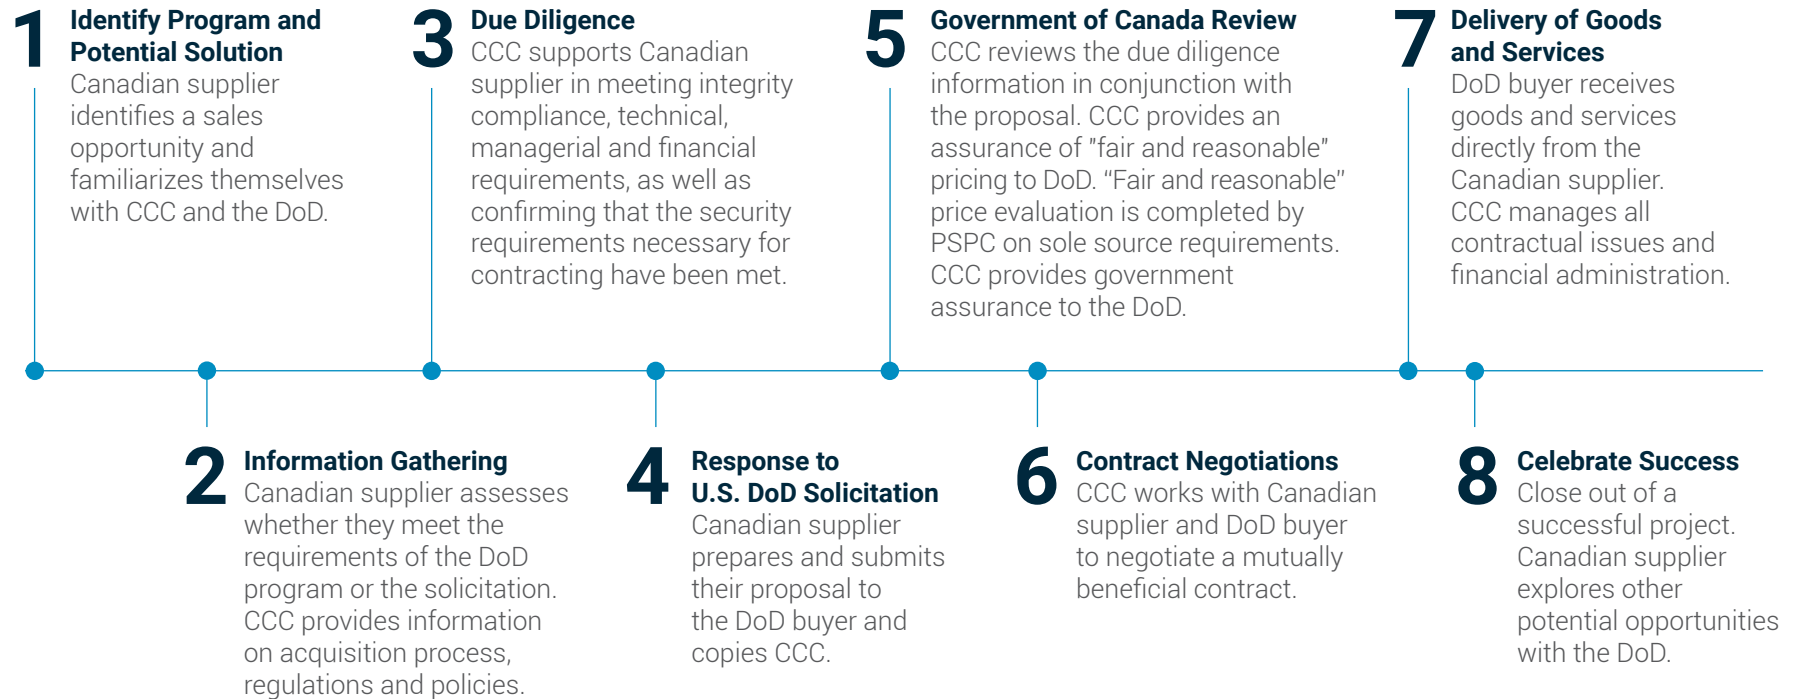 1
Identify Program and
Potential Solution
Canadian supplier
identifies a sales
opportunity and
familiarizes themselves
with CCC and the DoD.
2
Information Gathering
Canadian supplier assesses
whether they meet the
requirements of the DoD
program or the solicitation.
CCC provides information
on acquisition process,
regulations and policies.
3
Due Diligence
CCC supports Canadian
supplier in meeting integrity
compliance, technical,
managerial and financial
requirements, as well as
confirming that the security
requirements necessary for
contracting have been met.
4
Response to
U.S. DoD Solicitation
Canadian supplier
prepares and submits
their proposal to
the DoD buyer and
copies CCC.
5
Government of Canada Review
CCC reviews the due diligence
information in conjunction with
the proposal. CCC provides an
assurance of "fair and reasonable"
pricing to DoD. “Fair and reasonable”
price evaluation is completed by
PSPC on sole source requirements.
CCC provides government
assurance to the DoD.
6
Contract Negotiations
CCC works with Canadian
supplier and DoD buyer
to negotiate a mutually
beneficial contract.
7
Delivery of Goods
and Services
DoD buyer receives
goods and services
directly from the
Canadian supplier.
CCC manages all
contractual issues and
financial administration.
8
Celebrate Success
Close out of a
successful project.
Canadian supplier
explores other
potential opportunities
with the DoD.